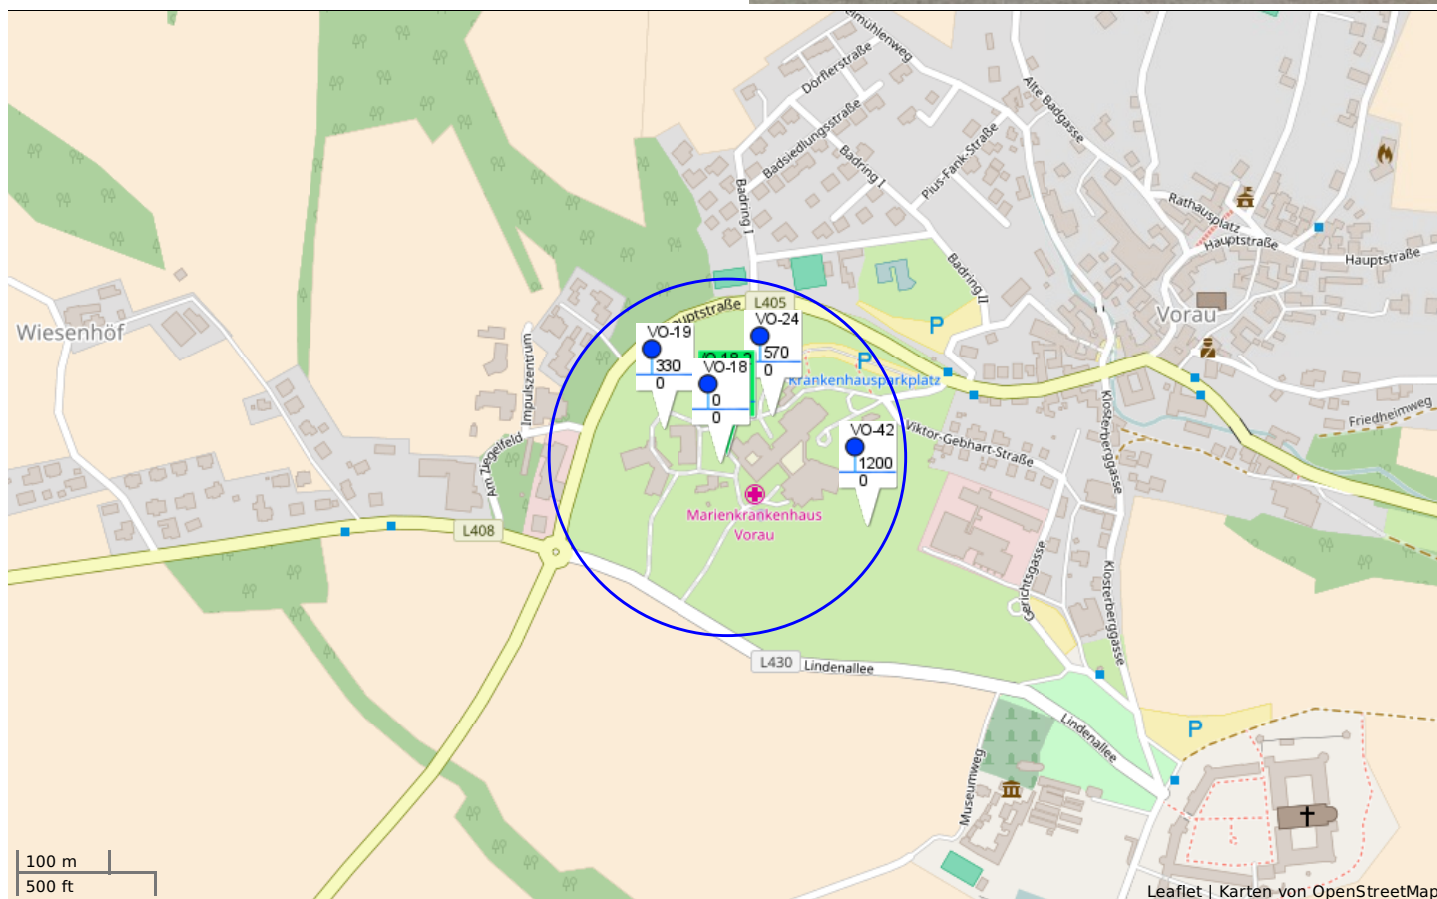 Dörflerstraße
Alte Badgasse
Badsiedlungsstraße
Badring I
Pius-Fank-Straße
Badring I
Rathausplatz
Hauptstraße
Hauptstraße
Badring II
L405
Vorau
Wiesenhöf
P
VO-19
330
0
VO-24
570
0
VO-18
0
0
P
Krankenhausparkplatz
Impulszentrum
Klosterberggasse
Friedheimweg
VO-42
1200
0
Viktor-Gebhart-Straße
Am Ziegelfeld
Marienkrankenhaus
Vorau
L408
Gerichtsgasse
Klosterberggasse
L430
Lindenallee
Lindenallee
P
Museumweg
100 m
500 ft
Leaflet | Karten von OpenStreetMap